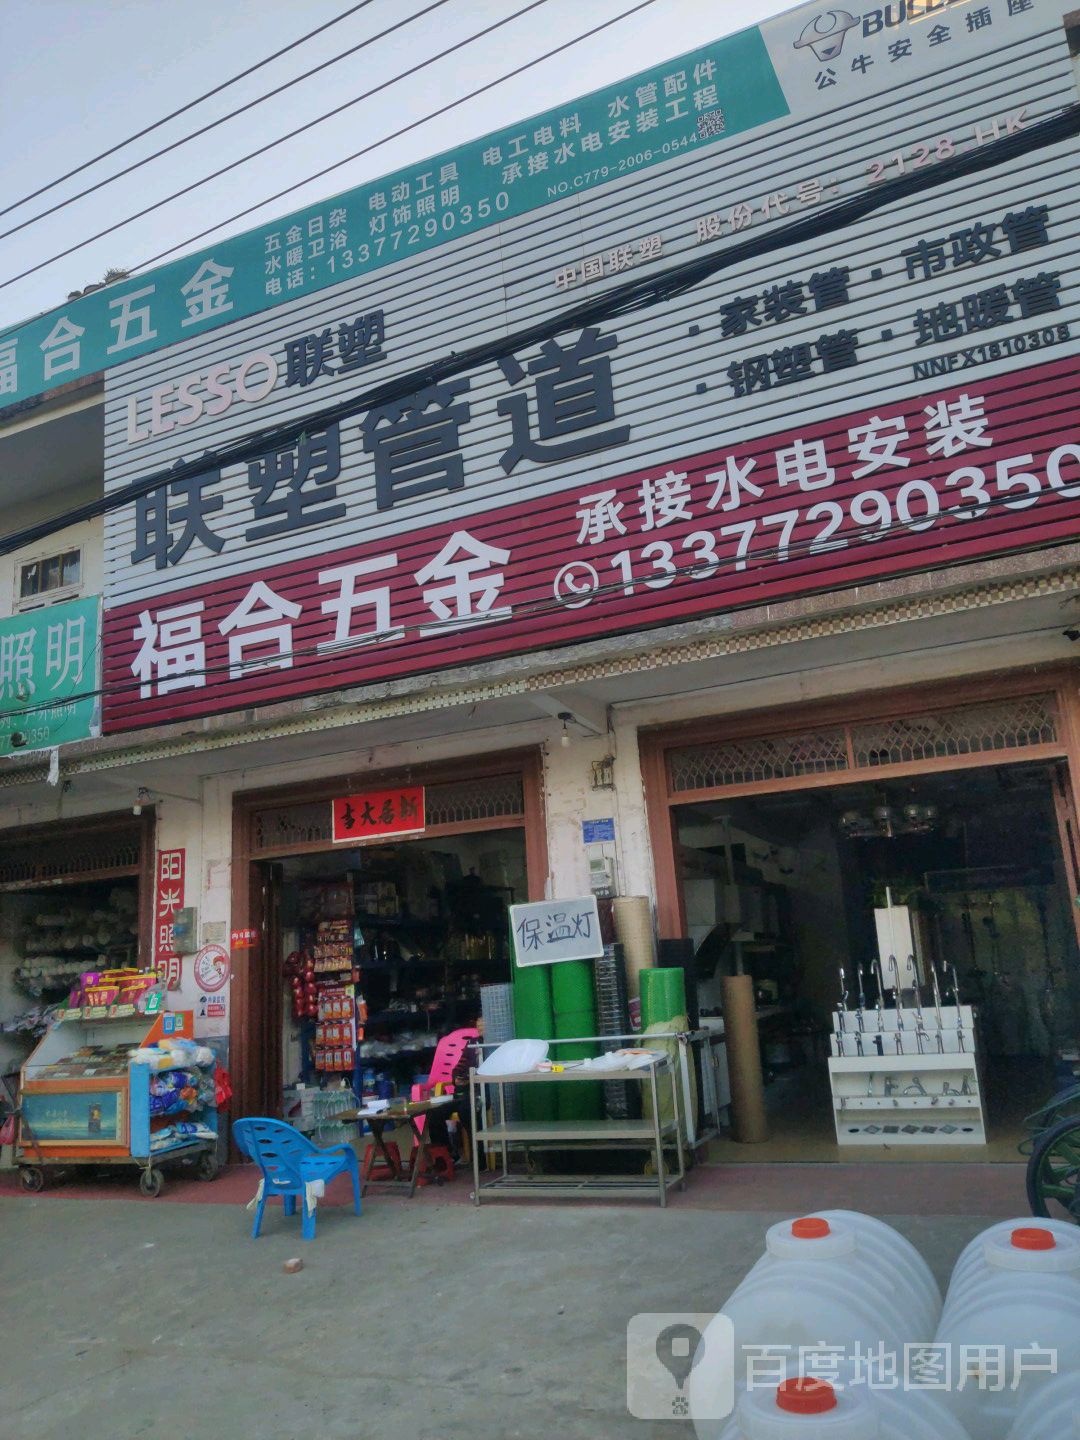 公牛安全插座
五金日杂 电动工具 电工电料 水管配件
水暖卫浴 灯饰照明 承接水电安装工程
电话：13377290350
NO.C779-2006-0544
福合五金
中国联塑 股份代号：2128 HK
LESSO联塑
·家装管·市政管
·钢塑管·地暖管
NNFX1810308
联塑管道
承接水电安装
福合五金
13377290350
照明
新居大吉
阳光照明
保温灯
百度地图用户